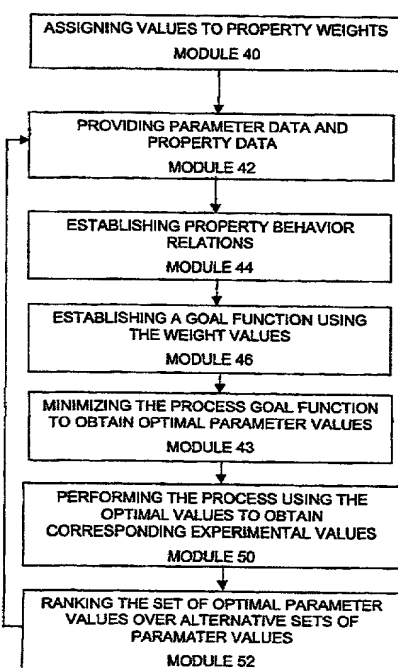 ASSIGNING VALUES TO PROPERTY WEIGHTS
MODULE 40
PROVIDING PARAMETER DATA AND
PROPERTY DATA
MODULE 42
ESTABLISHING PROPERTY BEHAVIOR
RELATIONS
MODULE 44
ESTABLISHING A GOAL FUNCTION USING
THE WEIGHT VALUES
MODULE 46
MINIMIZING THE PROCESS GOAL FUNCTION
TO OBTAIN OPTIMAL PARAMETER VALUES
MODULE 43
PERFORMING THE PROCESS USING THE
OPTIMAL VALUES TO OBTAIN
CORRESPONDING EXPERIMENTAL VALUES
MODULE 50
RANKING THE SET OF OPTIMAL PARAMETER
VALUES OVER ALTERNATIVE SETS OF
PARAMATER VALUES
MODULE 52